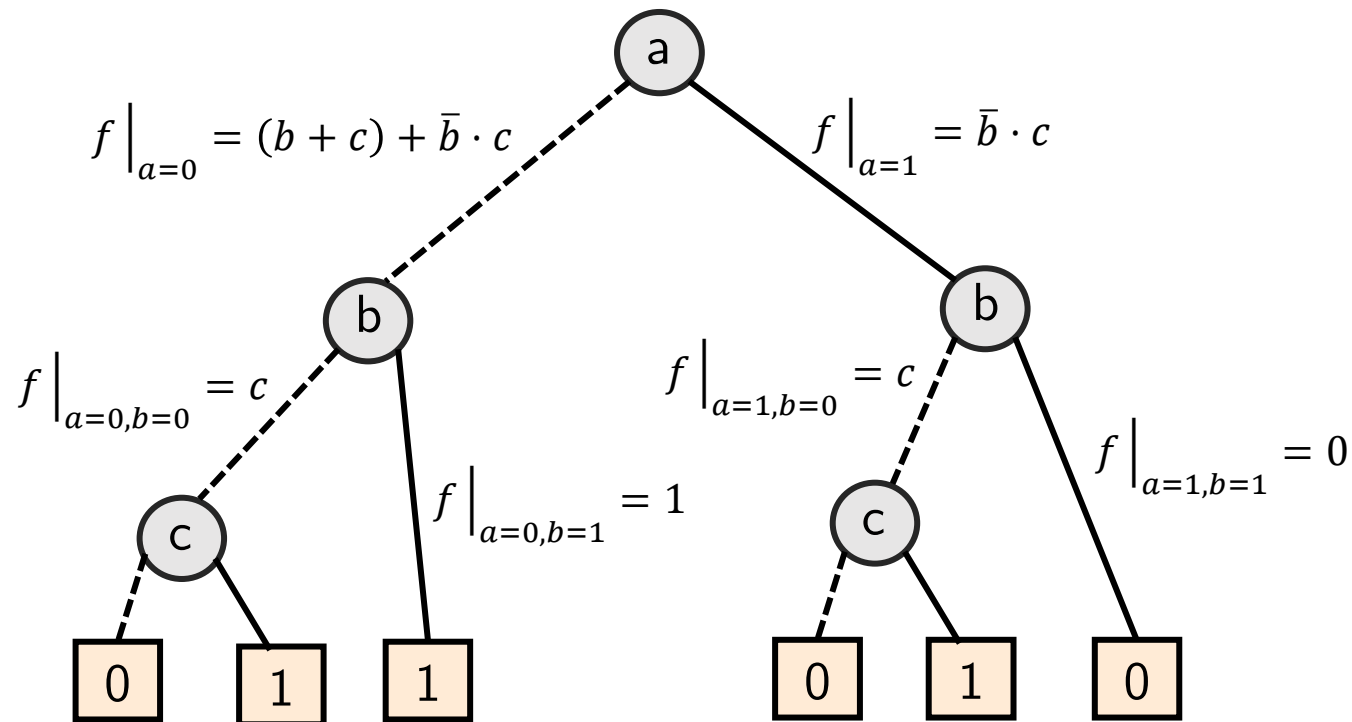 a
f|_{a=0} = (b + c) + b̄ · c
f|_{a=1} = b̄ · c
b
b
f|_{a=0,b=0} = c
f|_{a=1,b=0} = c
f|_{a=0,b=1} = 1
f|_{a=1,b=1} = 0
c
c
0 1 1 0 1 0